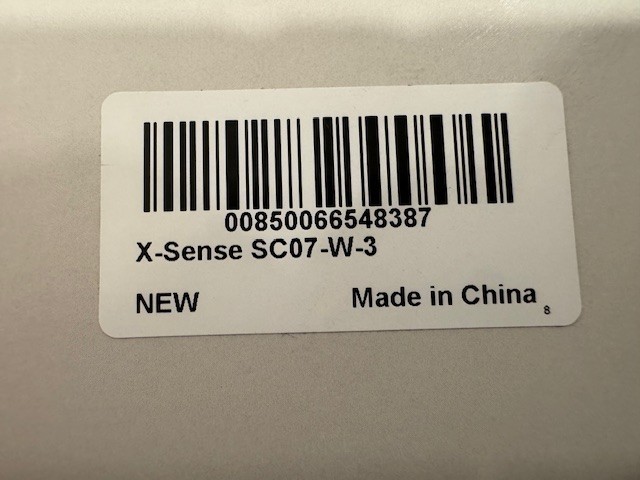 00850066548387
X-Sense SC07-W-3
NEW
Made in China
8